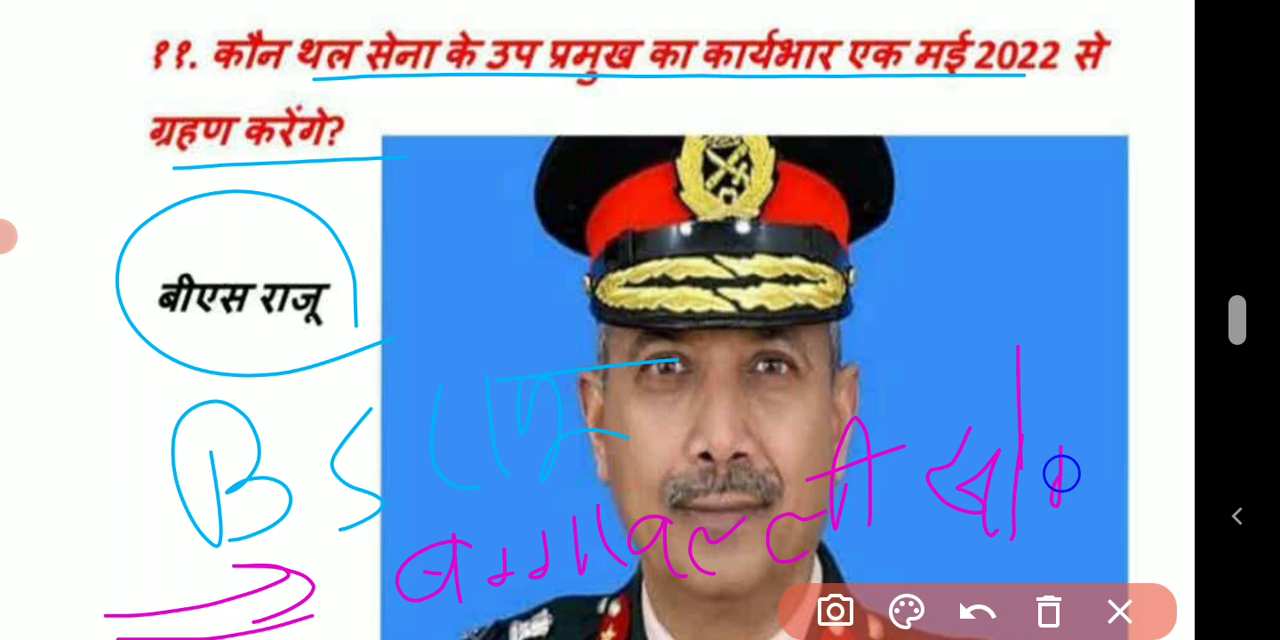 ११. कौन थल सेना के उप प्रमुख का कार्यभार एक मई 2022 से
ग्रहण करेंगे?
बीएस राजू
BS राजू